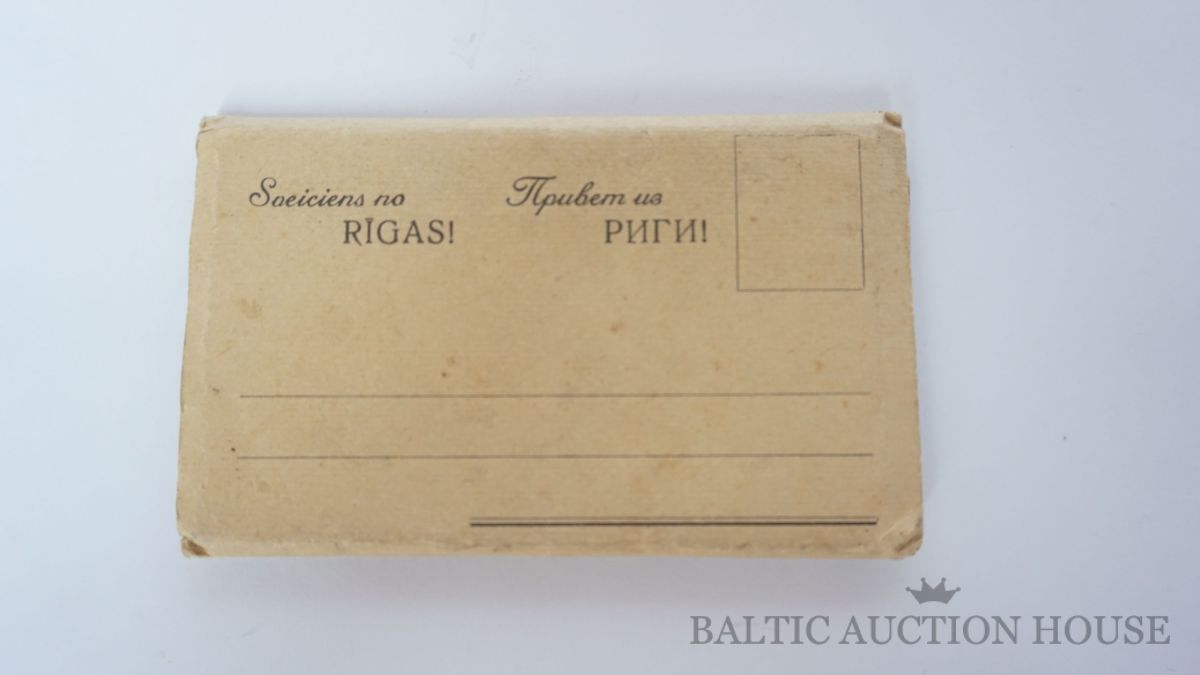 Sveiciens no
RĪGAS!
Привет из
РИГИ!
BALTIC AUCTION HOUSE